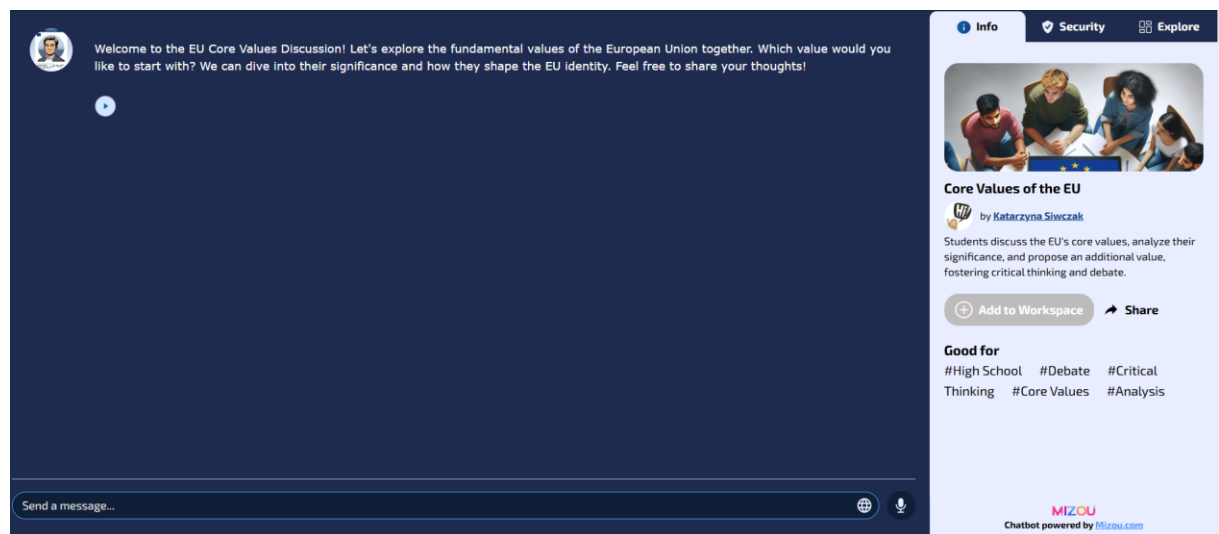 Welcome to the EU Core Values Discussion! Let's explore the fundamental values of the European Union together. Which value would you
like to start with? We can dive into their significance and how they shape the EU identity. Feel free to share your thoughts!
Send a message...
Info
Security
Explore
Core Values of the EU
Hi!
by Katarzyna Siwczak
Students discuss the EU's core values, analyze their
significance, and propose an additional value,
fostering critical thinking and debate.
Add to Workspace
Share
Good for
#High School #Debate #Critical
Thinking #Core Values #Analysis
MIZOU
Chatbot powered by Mizou.com